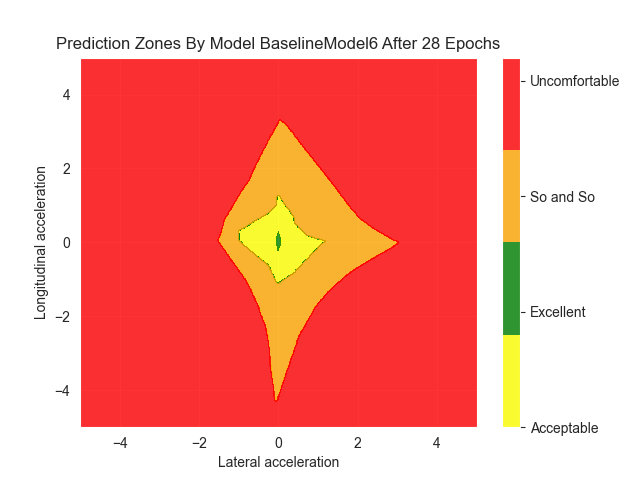 Prediction Zones By Model BaselineModel6 After 28 Epochs
Uncomfortable
So and So
Excellent
Acceptable
Longitudinal acceleration
4
2
0
−2
−4
−4
−2
0
2
4
Lateral acceleration